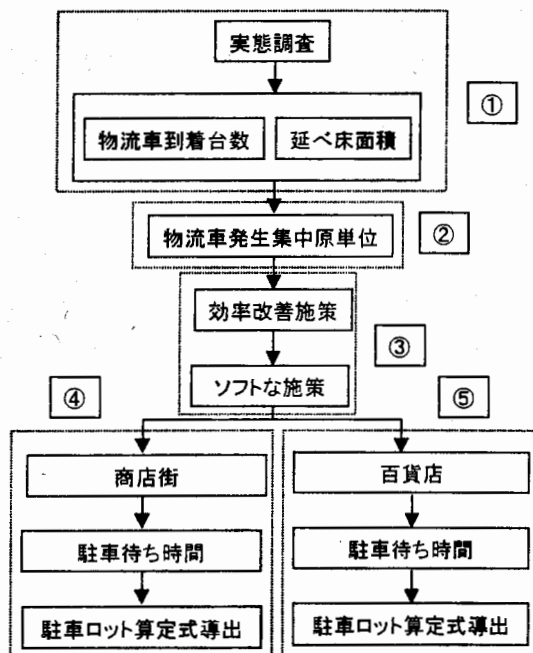 実態調査
①
物流車到着台数
延べ床面積
物流車発生集中原単位
②
効率改善施策
③
ソフトな施策
④
⑤
商店街
百貨店
駐車待ち時間
駐車待ち時間
駐車ロット算定式導出
駐車ロット算定式導出